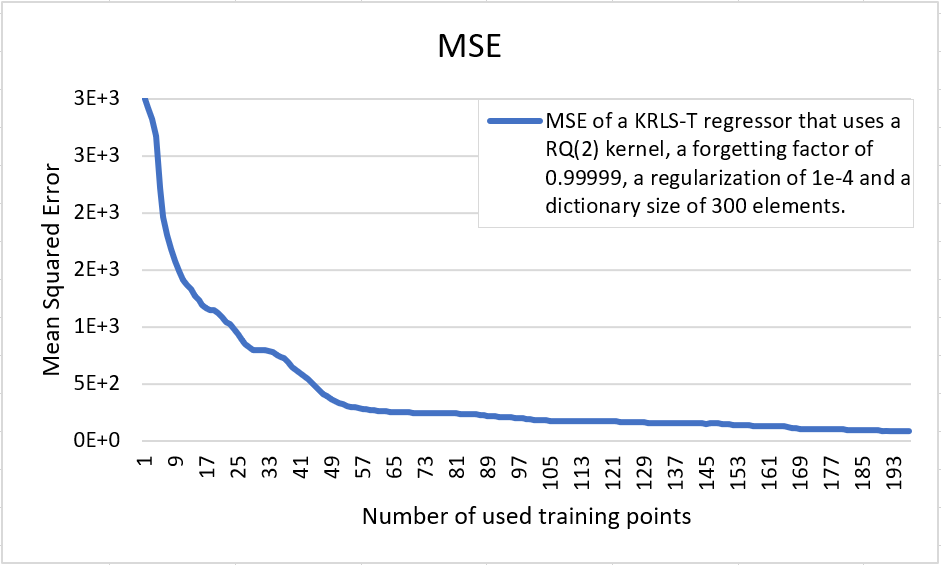 MSE
3E+3
3E+3
2E+3
2E+3
1E+3
5E+2
0E+0
Mean Squared Error
MSE of a KRLS-T regressor that uses a
RQ(2) kernel, a forgetting factor of
0.99999, a regularization of 1e-4 and a
dictionary size of 300 elements.
1 9 17 25 33 41 49 57 65 73 81 89 97 105 113 121 129 137 145 153 161 169 177 185 193
Number of used training points